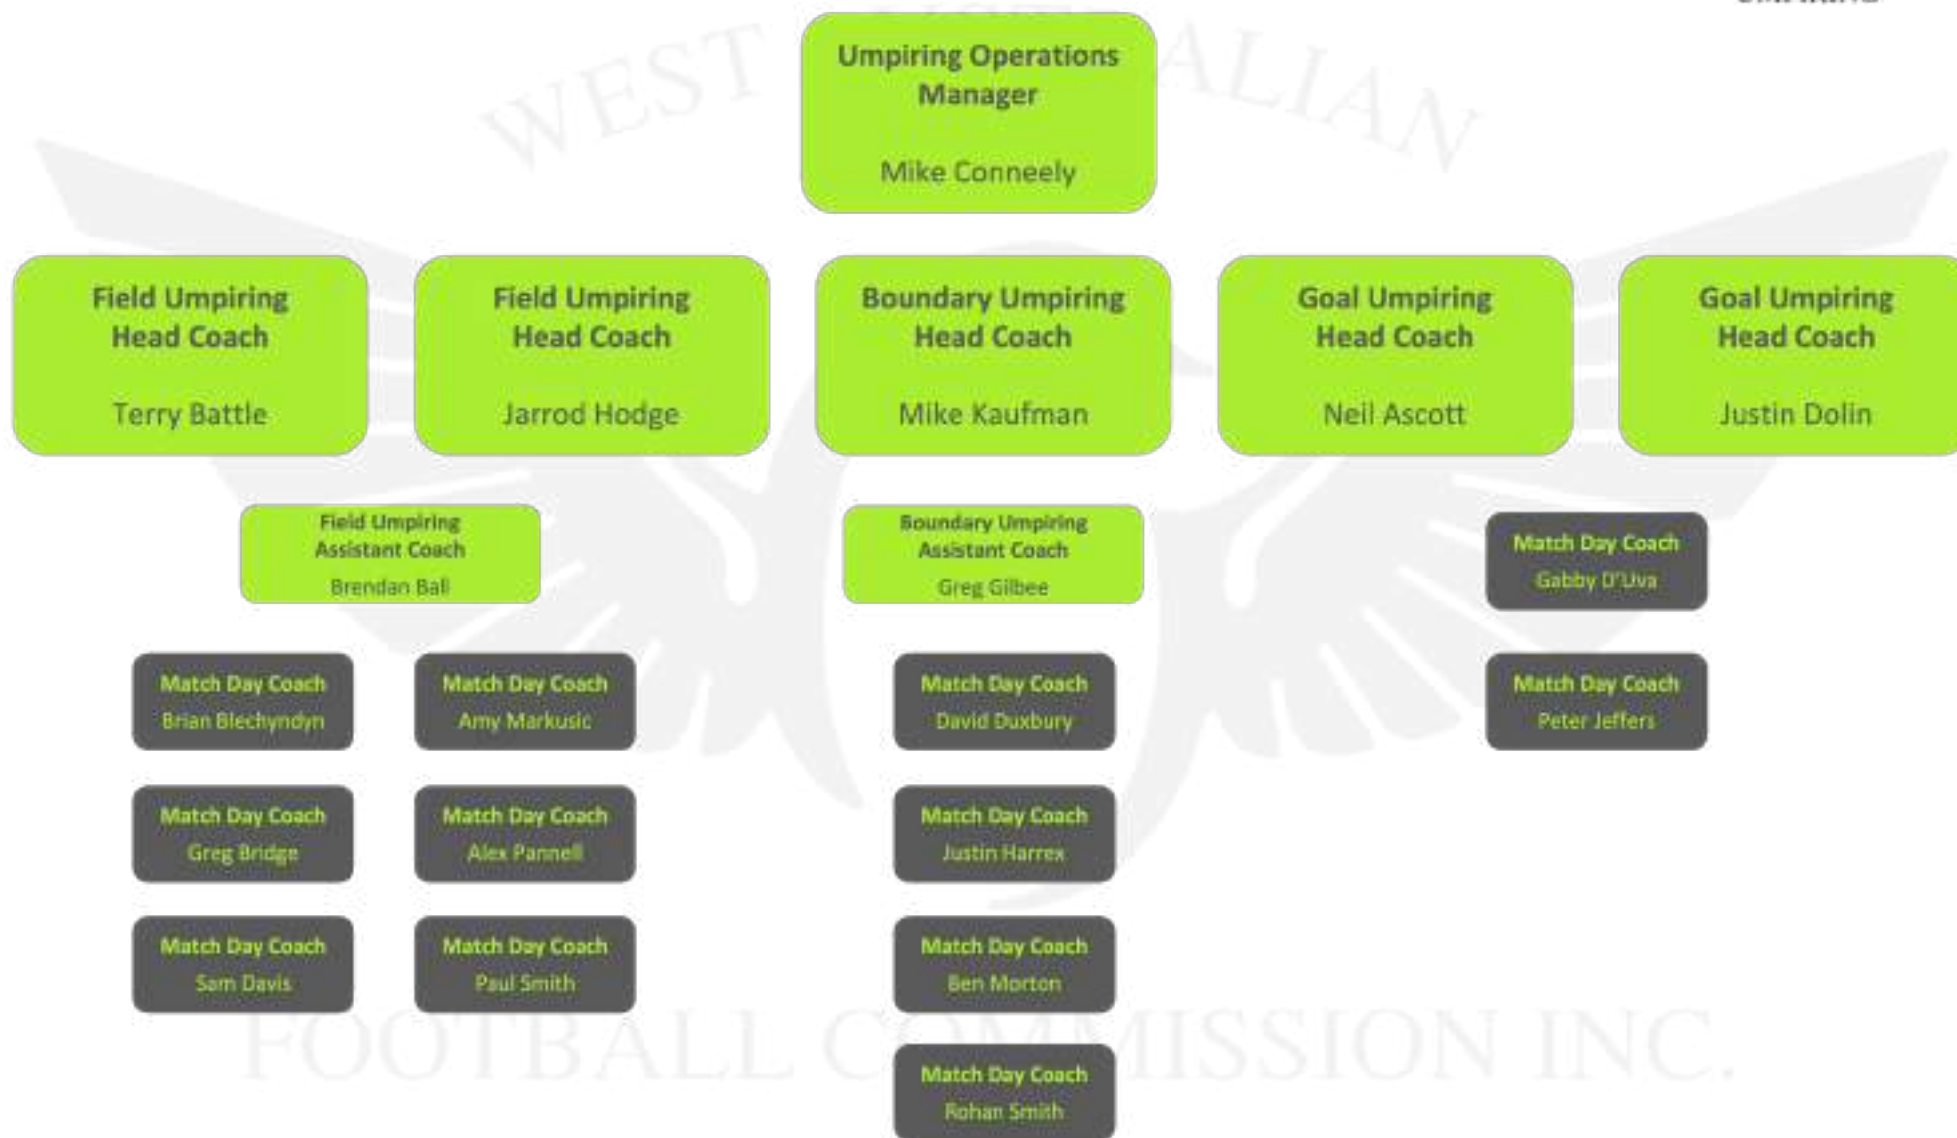 WEST AUSTRALIAN
Umpiring Operations
Manager
Mike Conneely
Field Umpiring
Head Coach
Terry Battle
Field Umpiring
Head Coach
Jarrod Hodge
Boundary Umpiring
Head Coach
Mike Kaufman
Goal Umpiring
Head Coach
Neil Ascott
Goal Umpiring
Head Coach
Justin Dolin
Field Umpiring
Assistant Coach
Brendan Ball
Boundary Umpiring
Assistant Coach
Greg Gilbee
Match Day Coach
Gabby D'Uva
Match Day Coach
Brian Blechyndyn
Match Day Coach
Amy Markusic
Match Day Coach
David Duxbury
Match Day Coach
Peter Jeffers
Match Day Coach
Greg Bridge
Match Day Coach
Alex Pannell
Match Day Coach
Justin Harrex
Match Day Coach
Sam Davis
Match Day Coach
Paul Smith
Match Day Coach
Ben Morton
FOOTBALL COMMISSION INC.
Match Day Coach
Rohan Smith